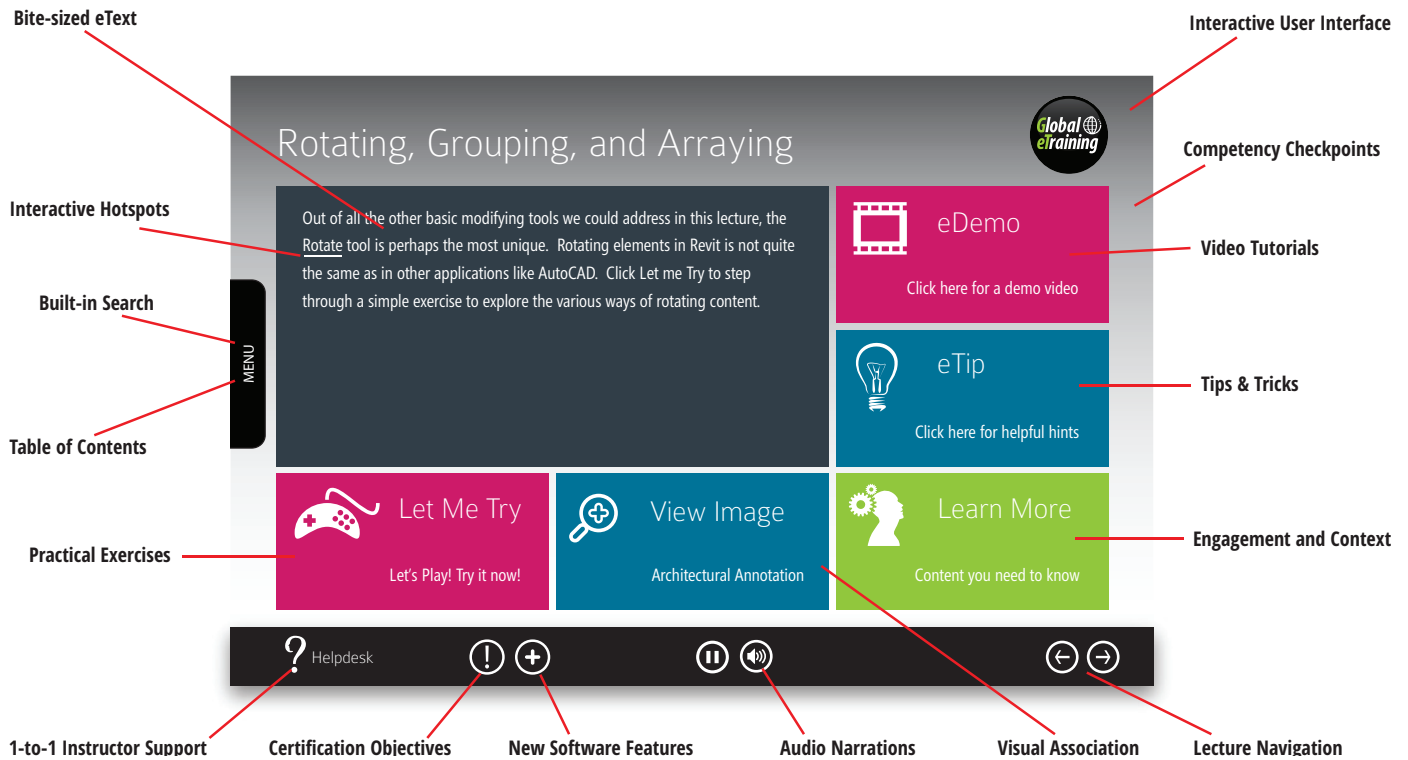 Bite-sized eText
Interactive User Interface
Global
eTraining
Rotating, Grouping, and Arraying
Competency Checkpoints
Interactive Hotspots
Out of all the other basic modifying tools we could address in this lecture, the
Rotate tool is perhaps the most unique. Rotating elements in Revit is not quite
the same as in other applications like AutoCAD. Click Let me Try to step
through a simple exercise to explore the various ways of rotating content.
eDemo
Click here for a demo video
Video Tutorials
Built-in Search
MENU
Table of Contents
eTip
Click here for helpful hints
Tips & Tricks
Let Me Try
Let's Play! Try it now!
Practical Exercises
View Image
Architectural Annotation
Learn More
Content you need to know
Engagement and Context
? Helpdesk
1-to-1 Instructor Support
Certification Objectives
New Software Features
Audio Narrations
Visual Association
Lecture Navigation